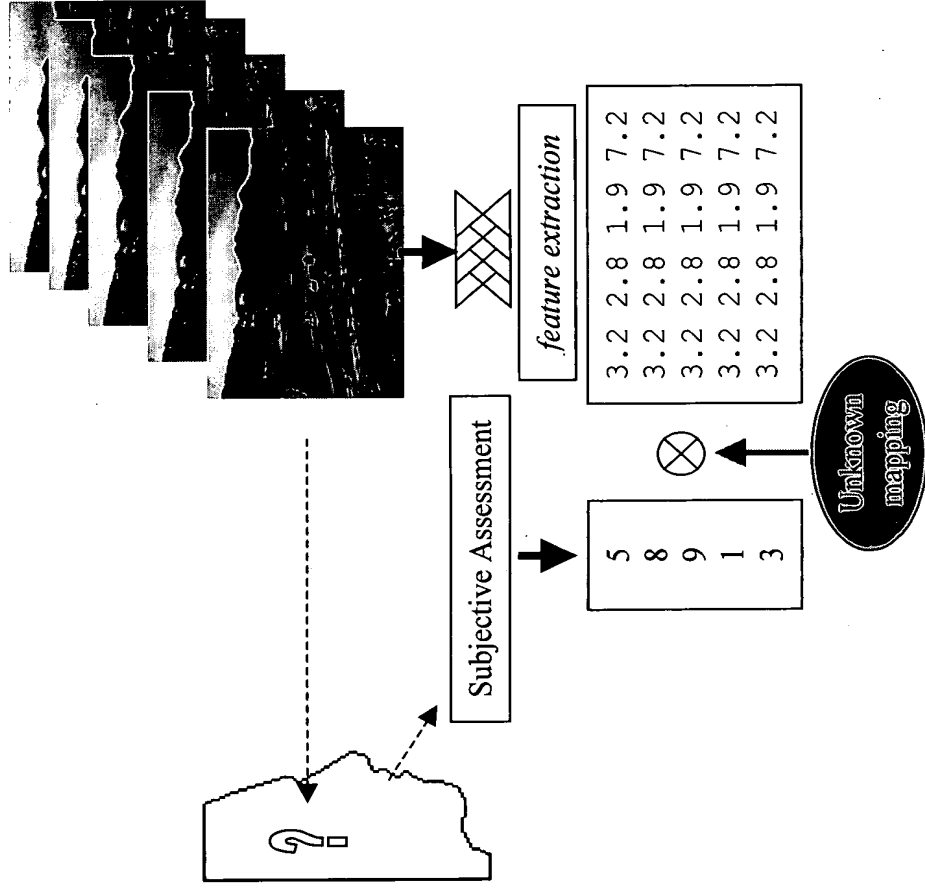 ?!
Subjective Assessment
feature extraction
5
8
9
1
3
3.2 2.8 1.9 7.2
3.2 2.8 1.9 7.2
3.2 2.8 1.9 7.2
3.2 2.8 1.9 7.2
3.2 2.8 1.9 7.2
Unknown
mapping